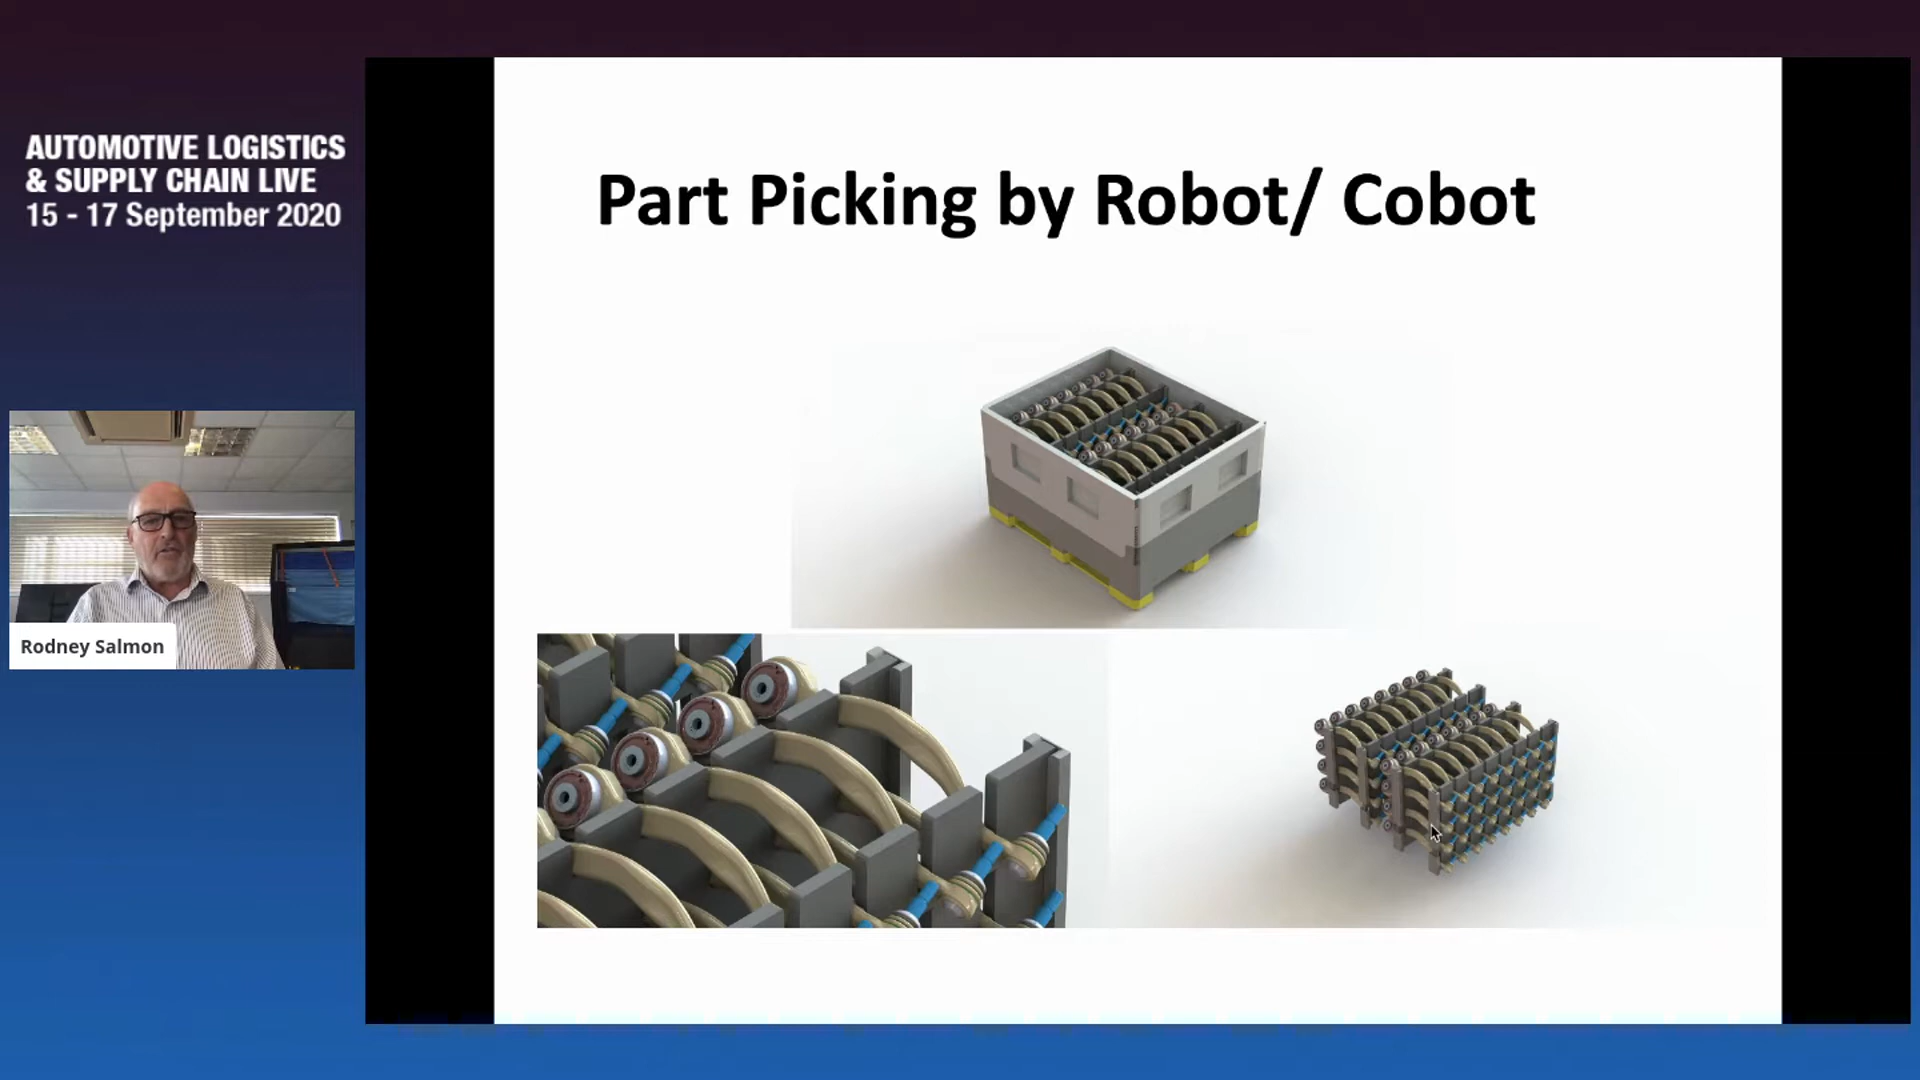 AUTOMOTIVE LOGISTICS
& SUPPLY CHAIN LIVE
15 - 17 September 2020
Part Picking by Robot/ Cobot
Rodney Salmon